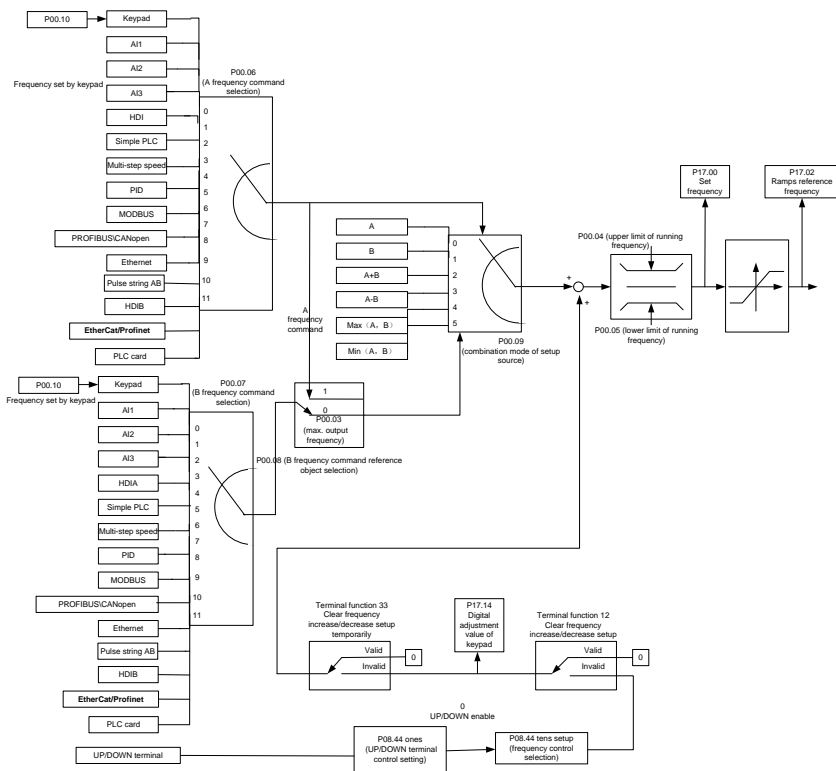 P00.10
Keypad
AI1
AI2
Frequency set by keypad
AI3
HDI
Simple PLC
Multi-step speed
PID
MODBUS
PROFIBUS\CANopen
Ethernet
Pulse string AB
HDIB
EtherCat/Profinet
PLC card
P00.06
(A frequency command
selection)
0
1
2
3
4
5
6
7
8
9
10
11
A
frequency
command
A
B
A+B
A-B
Max（A，B）
Min（A，B）
0
1
2
3
4
5
P00.09
(combination mode of setup
source)
+
+
P00.04 (upper limit of running
frequency)
P00.05 (lower limit of running
frequency)
P17.00
Set
frequency
P17.02
Ramps reference
frequency
P00.10
Frequency set by keypad
Keypad
AI1
AI2
AI3
HDIA
Simple PLC
Multi-step speed
PID
MODBUS
PROFIBUS\CANopen
Ethernet
Pulse string AB
HDIB
EtherCat/Profinet
PLC card
P00.07
(B frequency command
selection)
0
1
2
3
4
5
6
7
8
9
10
11
1
0
P00.03
(max. output
frequency)
P00.08 (B frequency command reference
object selection)
Terminal function 33
Clear frequency
increase/decrease setup
temporarily
Valid
Invalid
0
P17.14
Digital
adjustment
value of
keypad
Terminal function 12
Clear frequency
increase/decrease setup
Valid
Invalid
0
0
UP/DOWN enable
UP/DOWN terminal
P08.44 ones
(UP/DOWN terminal
control setting)
P08.44 tens setup
(frequency control
selection)